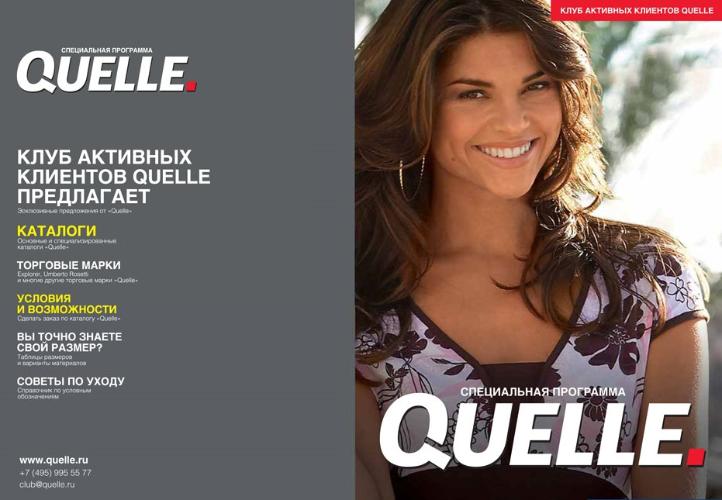 СПЕЦИАЛЬНАЯ ПРОГРАММА
QUELLE.
КЛУБ АКТИВНЫХ
КЛИЕНТОВ QUELLE
ПРЕДЛАГАЕТ
Эсклюзивные предложения от «Quelle»
КАТАЛОГИ
Основные и специализированные
каталоги «Quelle»
ТОРГОВЫЕ МАРКИ
Explorer, Umberto Rosetti
и многие другие торговые марки «Quelle»
УСЛОВИЯ
И ВОЗМОЖНОСТИ
Сделать заказ по каталогу «Quelle»
ВЫ ТОЧНО ЗНАЕТЕ
СВОЙ РАЗМЕР?
Таблицы размеров
и варианты материалов
СОВЕТЫ ПО УХОДУ
Справочник по условным
обозначениям
www.quelle.ru
+7 (495) 995 55 77
club@quelle.ru
КЛУБ АКТИВНЫХ КЛИЕНТОВ QUELLE
СПЕЦИАЛЬНАЯ ПРОГРАММА
QUELLE.